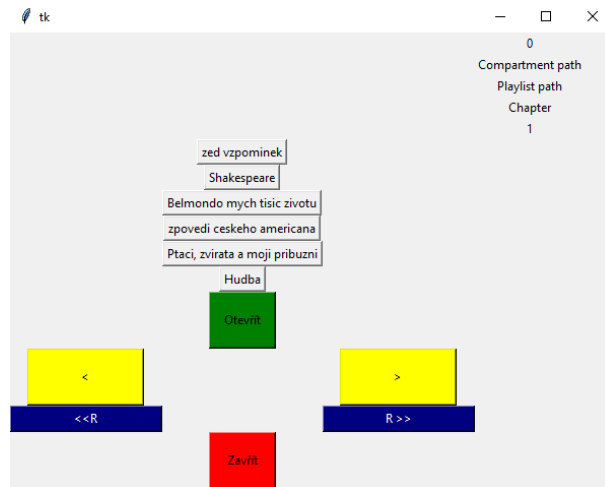 tk
0
Compartment path
Playlist path
Chapter
1
zed vzpominek
Shakespeare
Belmondo mych tisic zivotu
zpovedi ceskeho americana
Ptaci, zvirata a moji pribuzni
Hudba
Otevřít
< >
<<R R >>
Zavřít